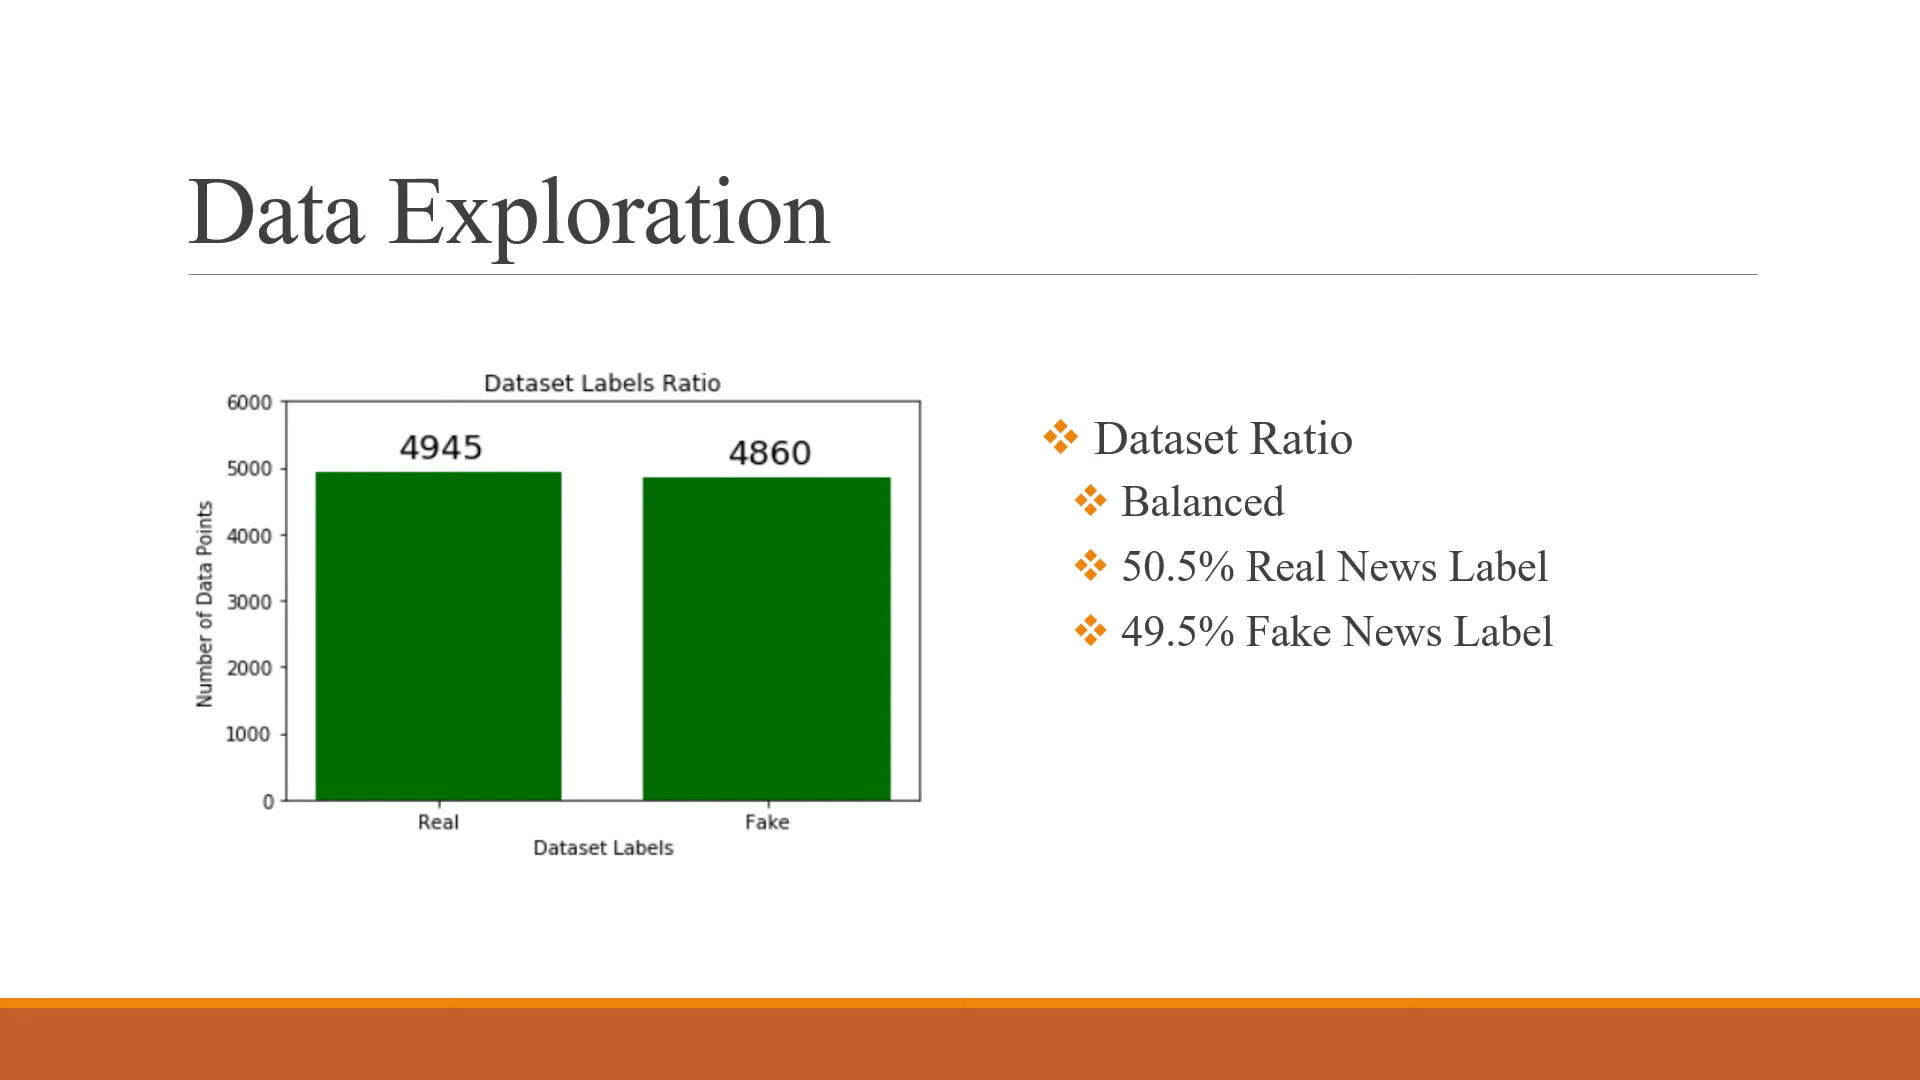 Data Exploration
Dataset Labels Ratio
6000
5000
4000
3000
2000
1000
0
Number of Data Points
4945
4860
Real
Fake
Dataset Labels
Dataset Ratio
Balanced
50.5% Real News Label
49.5% Fake News Label